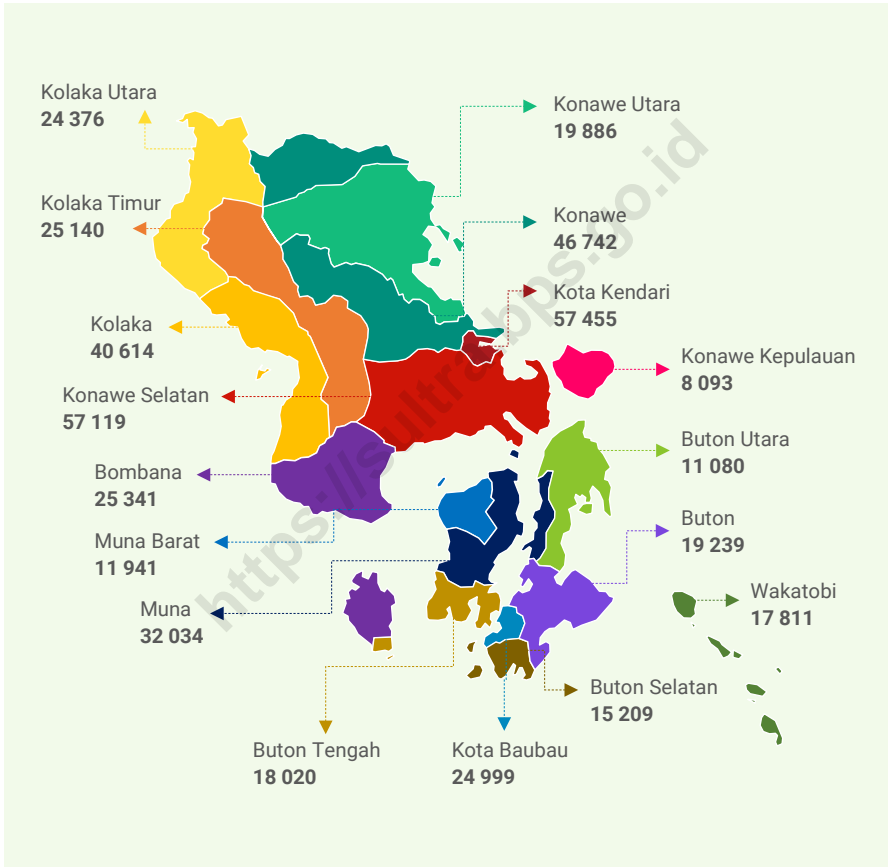 Kolaka Utara
24 376
Konawe Utara
19 886
Kolaka Timur
25 140
Konawe
46 742
Kota Kendari
57 455
Kolaka
40 614
Konawe Kepulauan
8 093
Konawe Selatan
57 119
Buton Utara
11 080
Bombana
25 341
Buton
19 239
Muna Barat
11 941
Wakatobi
17 811
Muna
32 034
Buton Selatan
15 209
Buton Tengah
18 020
Kota Baubau
24 999
https://sultra.bps.go.id